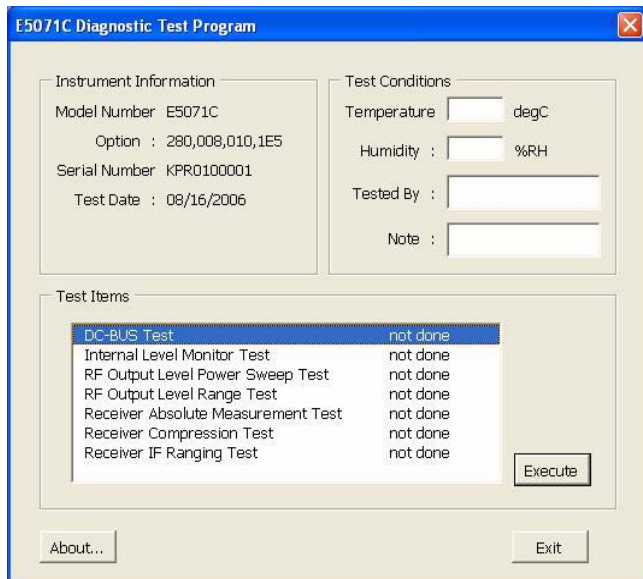 E5071C Diagnostic Test Program
Instrument Information
Model Number E5071C
Option : 280,008,010,1E5
Serial Number KPR0100001
Test Date : 08/16/2006
Test Conditions
Temperature degC
Humidity : %RH
Tested By :
Note :
Test Items
DC-BUS Test not done
Internal Level Monitor Test not done
RF Output Level Power Sweep Test not done
RF Output Level Range Test not done
Receiver Absolute Measurement Test not done
Receiver Compression Test not done
Receiver IF Ranging Test not done
Execute
About...
Exit